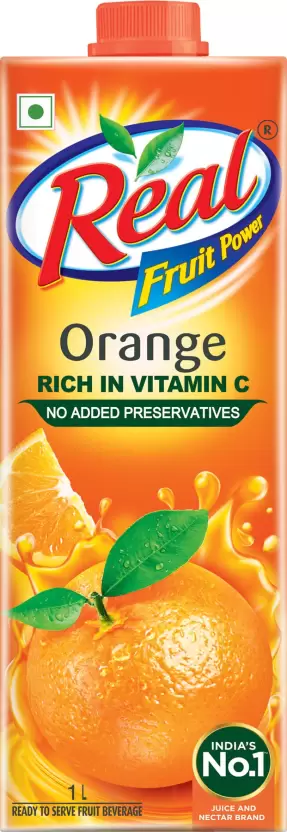 Real
®
Fruit Power
Orange
RICH IN VITAMIN C
NO ADDED PRESERVATIVES
INDIA'S
No.1
JUICE AND
NECTAR BRAND
1 L
READY TO SERVE FRUIT BEVERAGE